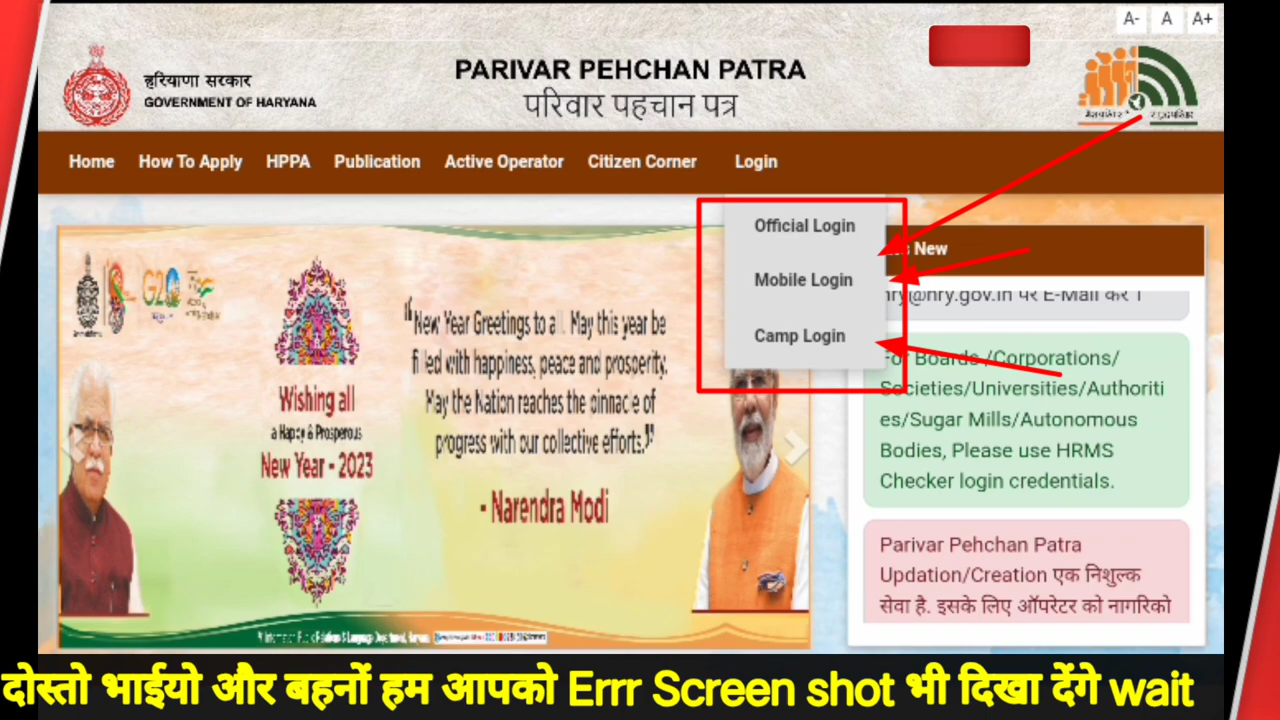 A- A A+
हरियाणा सरकार
GOVERNMENT OF HARYANA
PARIVAR PEHCHAN PATRA
परिवार पहचान पत्र
Home How To Apply HPPA Publication Active Operator Citizen Corner Login
Official Login
Mobile Login
Camp Login
New
G20
"New Year Greetings to all May this year be
filled with happiness, peace and prosperity.
May the Nation reaches the pinnacle of
progress with our collective efforts."
- Narendra Modi
Wishing all
a Happy & Prosperous
New Year - 2023
hry@hry.gov.in पर E-Mail करें ।
For Boards /Corporations/
Societies/Universities/Authoriti
es/Sugar Mills/Autonomous
Bodies, Please use HRMS
Checker login credentials.
Parivar Pehchan Patra
Updation/Creation एक निशुल्क
सेवा है. इसके लिए ऑपरेटर को नागरिको
दोस्तो भाईयो और बहनों हम आपको Errr Screen shot भी दिखा देंगे wait